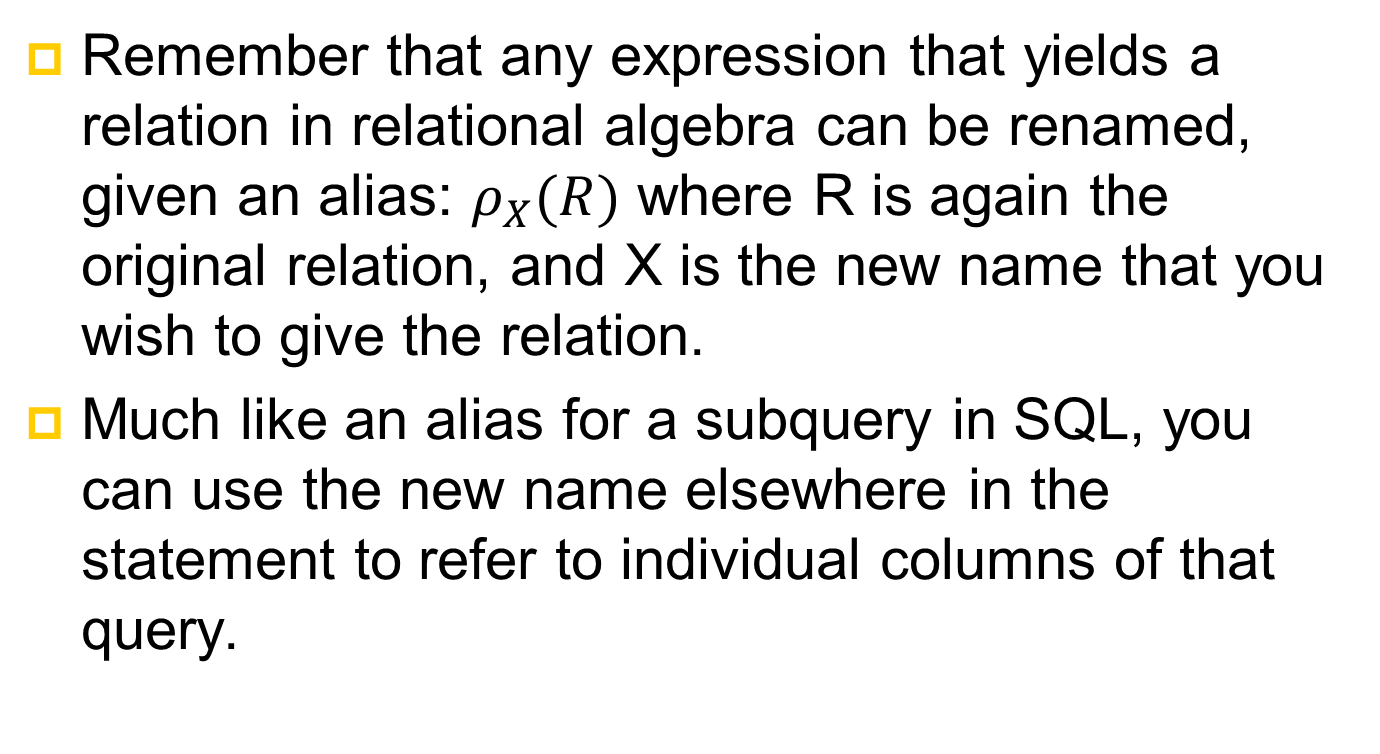 Remember that any expression that yields a
relation in relational algebra can be renamed,
given an alias: 𝜌𝑋(𝑅) where R is again the
original relation, and X is the new name that you
wish to give the relation.
Much like an alias for a subquery in SQL, you
can use the new name elsewhere in the
statement to refer to individual columns of that
query.